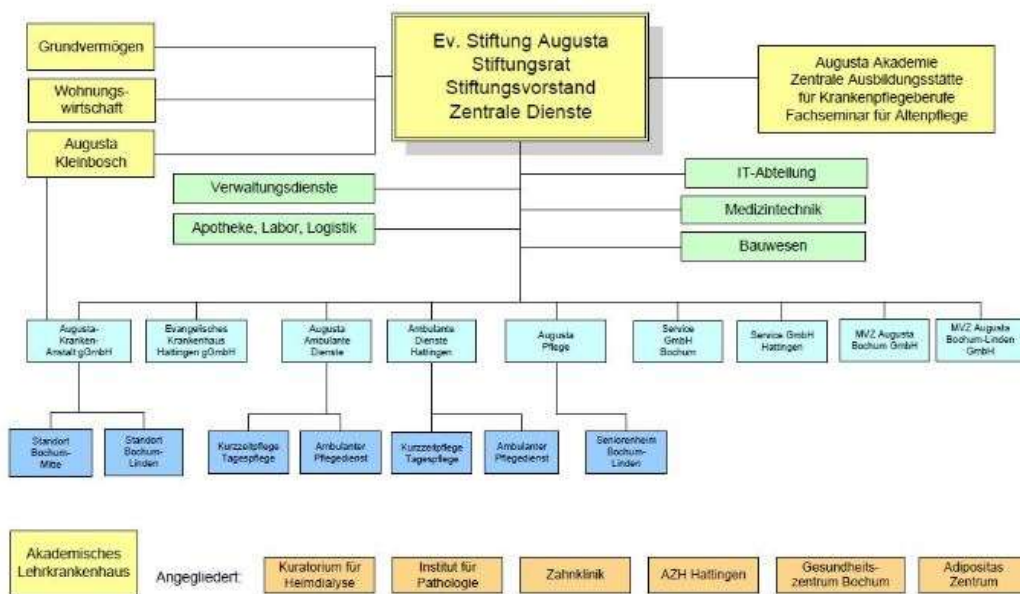 Grundvermögen
Wohnungs-
wirtschaft
Augusta
Kleinbosch
Ev. Stiftung Augusta
Stiftungsrat
Stiftungsvorstand
Zentrale Dienste
Augusta Akademie
Zentrale Ausbildungsstätte
für Krankenpflegeberufe
Fachseminar für Altenpflege
Verwaltungsdienste
Apotheke, Labor, Logistik
IT-Abteilung
Medizintechnik
Bauwesen
Augusta-
Kranken-
Anstalt gGmbH
Evangelisches
Krankenhaus
Hattingen gGmbH
Augusta
Ambulante
Dienste
Ambulante
Dienste
Hattingen
Augusta
Pflege
Service
GmbH
Bochum
Service GmbH
Hattingen
MVZ Augusta
Bochum GmbH
MVZ Augusta
Bochum-Linden
GmbH
Standort
Bochum-
Mitte
Standort
Bochum-
Linden
Kurzzeitpflege
Tagespflege
Ambulanter
Pflegedienst
Kurzzeitpflege
Tagespflege
Ambulanter
Pflegedienst
Seniorenheim
Bochum-
Linden
Akademisches
Lehrkrankenhaus
Angegliedert:
Kuratorium für
Heimdialyse
Institut für
Pathologie
Zahnklinik
AZH Hattingen
Gesundheits-
zentrum Bochum
Adipositas
Zentrum